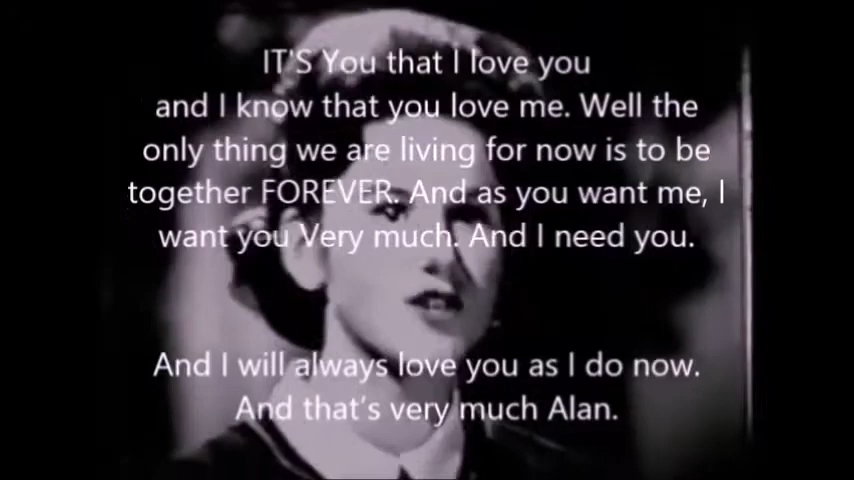 IT'S You that I love you
and I know that you love me. Well the
only thing we are living for now is to be
together FOREVER. And as you want me, I
want you Very much. And I need you.
And I will always love you as I do now.
And that's very much Alan.